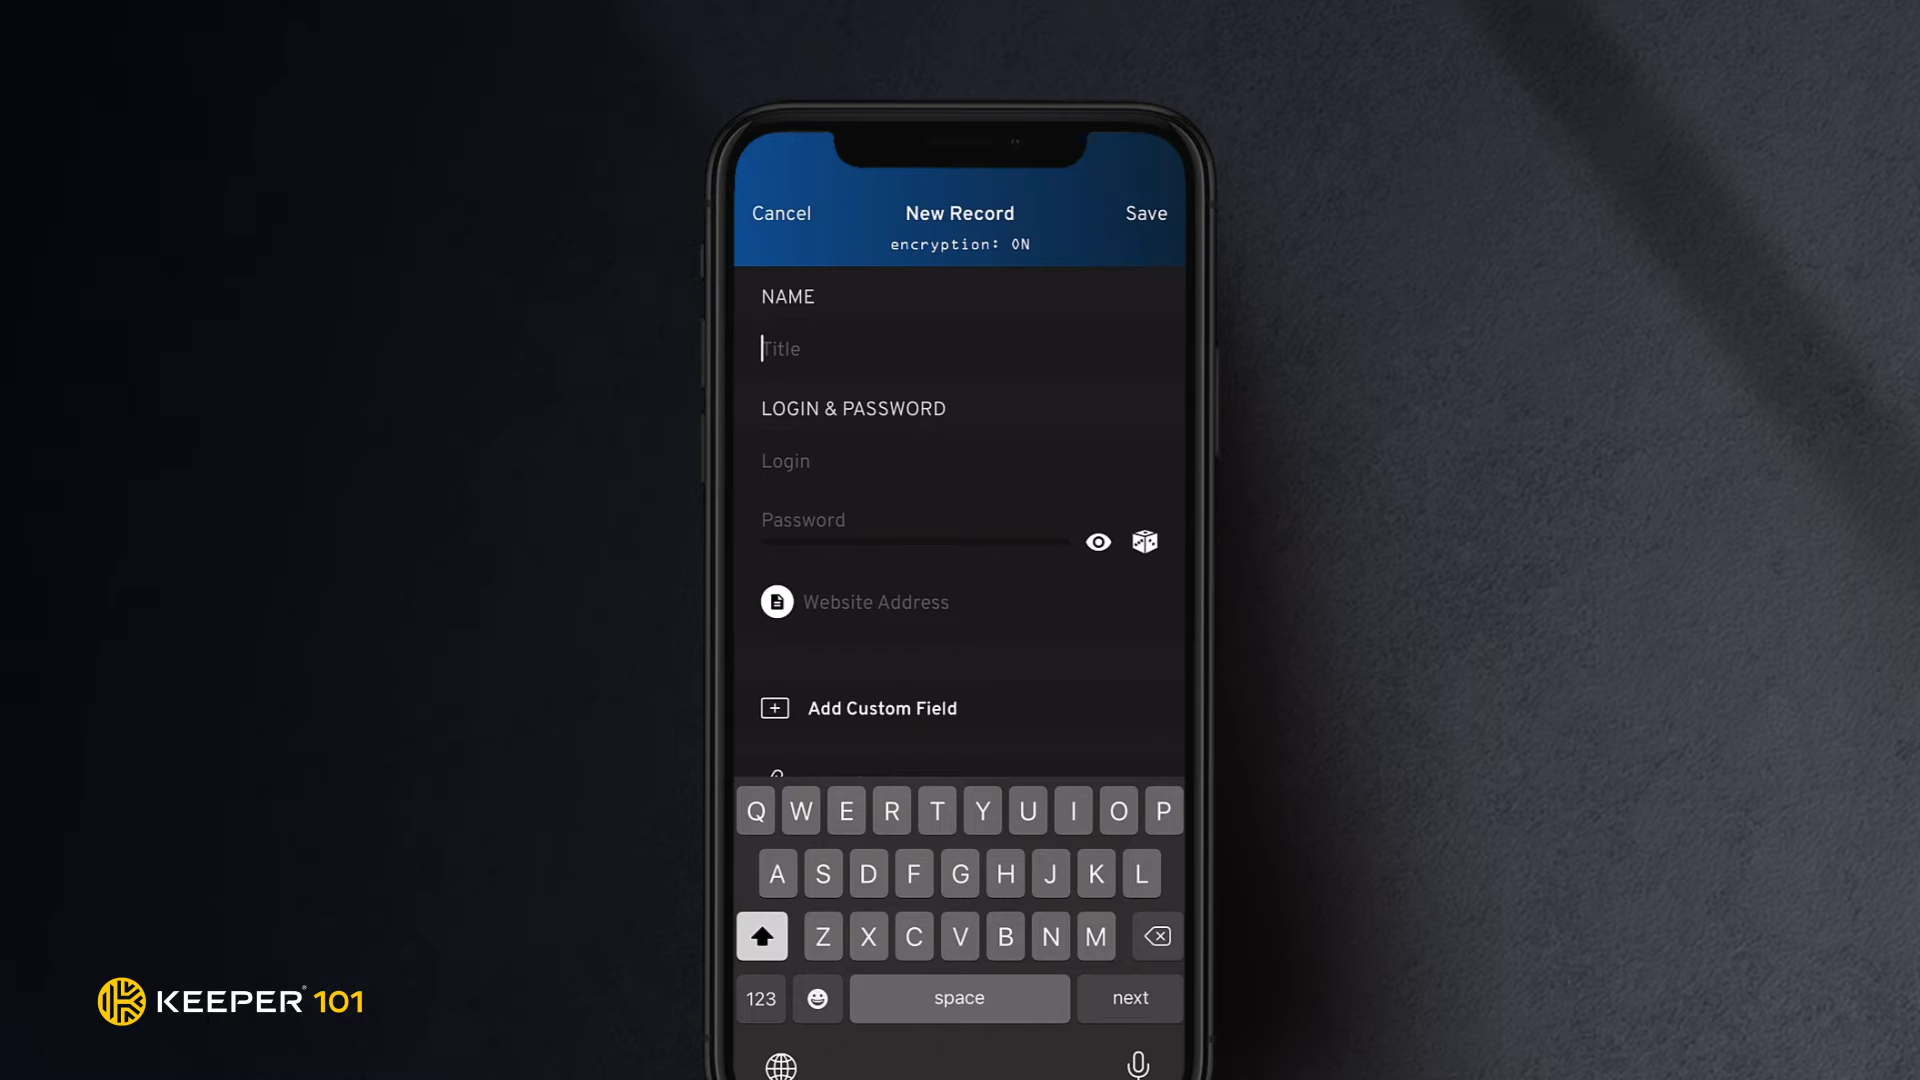 Cancel New Record Save
encryption: ON
NAME
Title
LOGIN & PASSWORD
Login
Password
Website Address
Add Custom Field
Q W E R T Y U I O P
A S D F G H J K L
Z X C V B N M
123 space next
KEEPER® 101